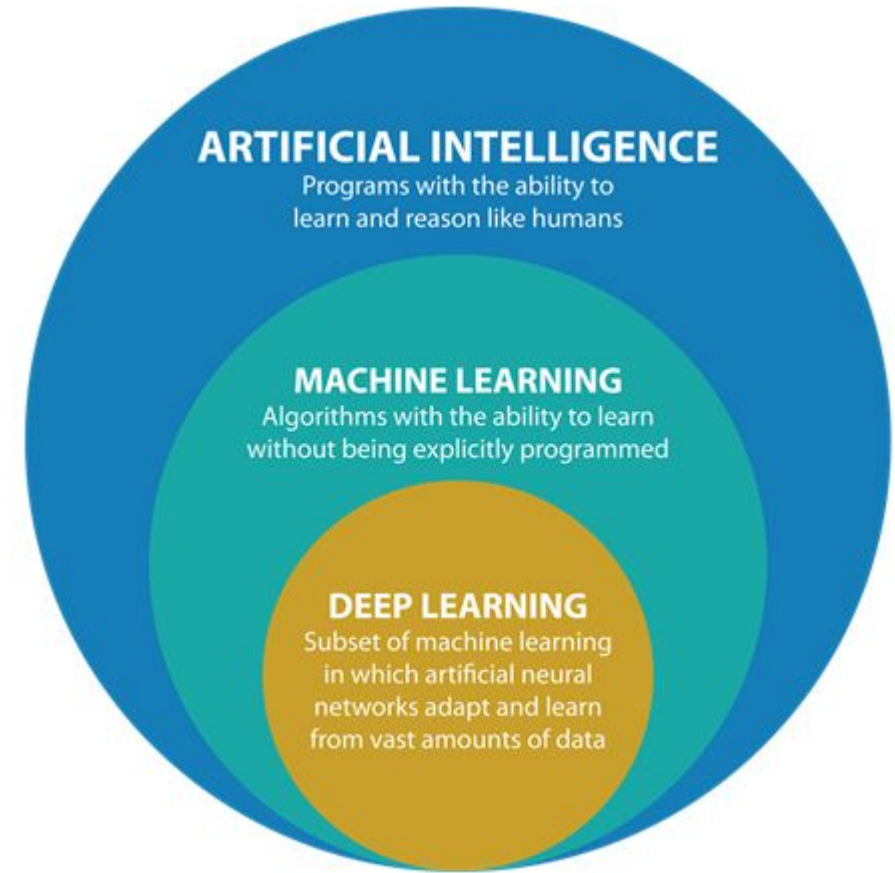 ARTIFICIAL INTELLIGENCE
Programs with the ability to
learn and reason like humans
MACHINE LEARNING
Algorithms with the ability to learn
without being explicitly programmed
DEEP LEARNING
Subset of machine learning
in which artificial neural
networks adapt and learn
from vast amounts of data